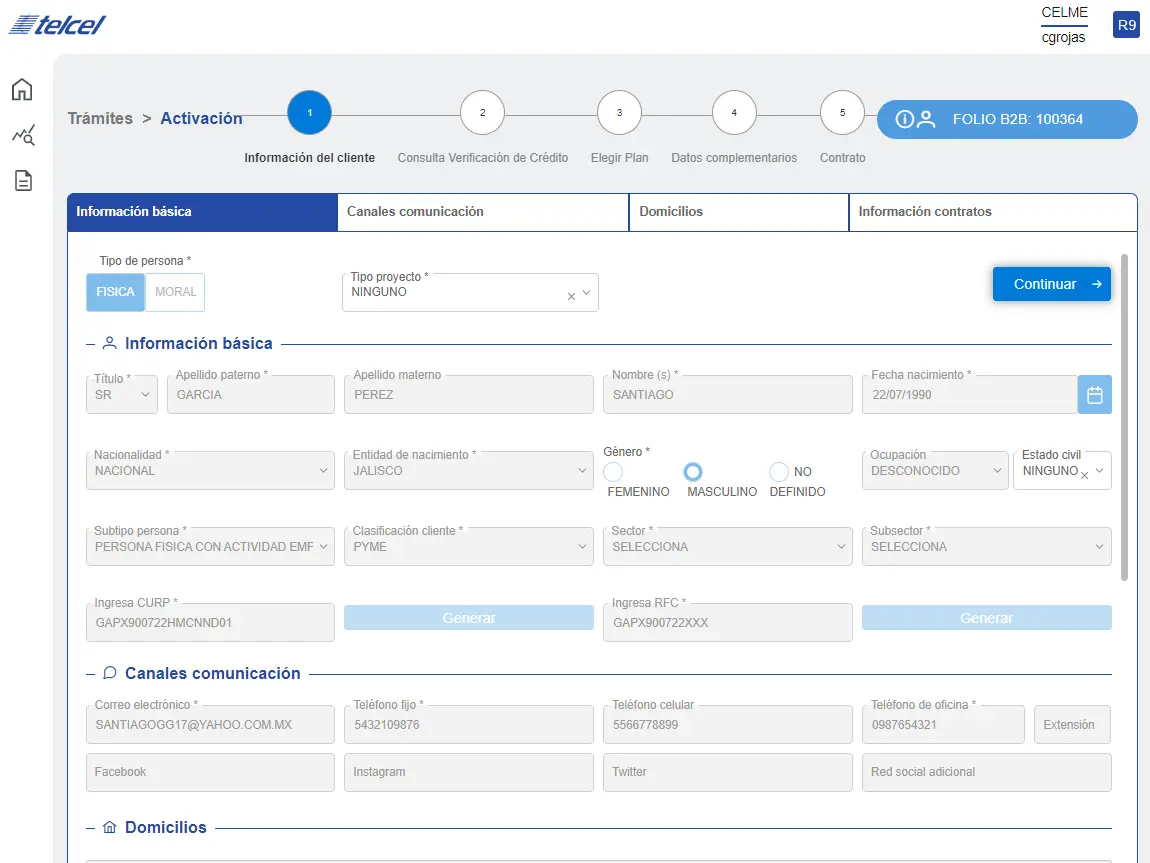 telcel
CELME
cgrojas
R9
Trámites > Activación
1
2
3
4
5
FOLIO B2B: 100364
Información del cliente
Consulta Verificación de Crédito
Elegir Plan
Datos complementarios
Contrato
Información básica
Canales comunicación
Domicilios
Información contratos
Tipo de persona *
FISICA
MORAL
Tipo proyecto *
NINGUNO
Continuar
Información básica
Título *
SR
Apellido paterno *
GARCIA
Apellido materno
PEREZ
Nombre (s) *
SANTIAGO
Fecha nacimiento *
22/07/1990
Nacionalidad *
NACIONAL
Entidad de nacimiento *
JALISCO
Género *
FEMENINO
MASCULINO
NO
DEFINIDO
Ocupación
DESCONOCIDO
Estado civil
NINGUNO
Subtipo persona *
PERSONA FISICA CON ACTIVIDAD EMF
Clasificación cliente *
PYME
Sector *
SELECCIONA
Subsector *
SELECCIONA
Ingresa CURP *
GAPX900722HMCNND01
Generar
Ingresa RFC *
GAPX900722XXX
Generar
Canales comunicación
Correo electrónico *
SANTIAGOGG17@YAHOO.COM.MX
Teléfono fijo *
5432109876
Teléfono celular
5566778899
Teléfono de oficina *
0987654321
Extensión
Facebook
Instagram
Twitter
Red social adicional
Domicilios